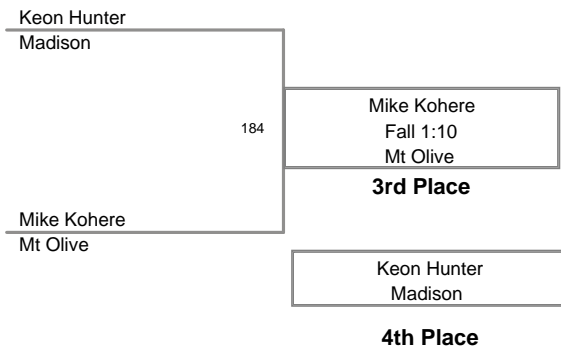 Keon Hunter
Madison
184
Mike Kohere
Fall 1:10
Mt Olive
3rd Place
Mike Kohere
Mt Olive
Keon Hunter
Madison
4th Place